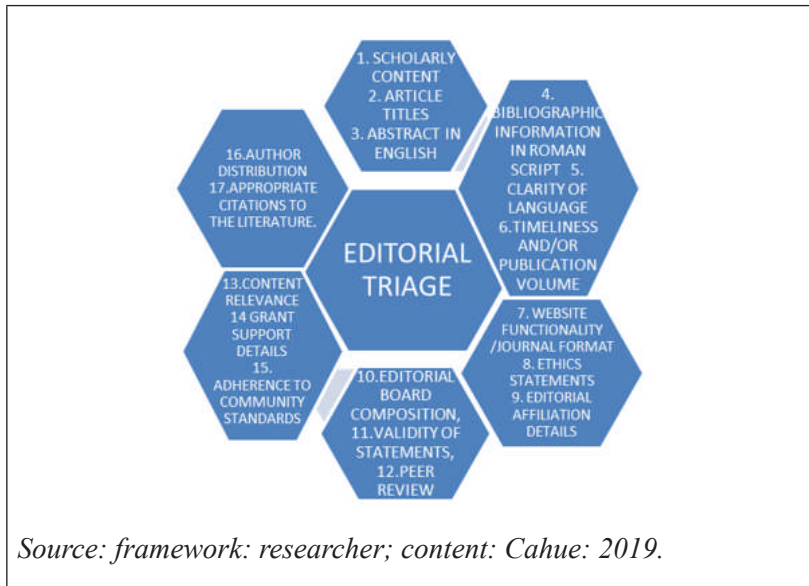 1. SCHOLARLY
CONTENT
2. ARTICLE
TITLES
3. ABSTRACT IN
ENGLISH
4.
BIBLIOGRAPHIC
INFORMATION
IN ROMAN
SCRIPT 5.
CLARITY OF
LANGUAGE
6.TIMELINESS
AND/OR
PUBLICATION
VOLUME
7. WEBSITE
FUNCTIONALITY
/JOURNAL FORMAT
8. ETHICS
STATEMENTS
9. EDITORIAL
AFFILIATION
DETAILS
10.EDITORIAL
BOARD
COMPOSITION,
11.VALIDITY OF
STATEMENTS,
12.PEER
REVIEW
13.CONTENT
RELEVANCE
14 GRANT
SUPPORT
DETAILS
15.
ADHERENCE TO
COMMUNITY
STANDARDS
16.AUTHOR
DISTRIBUTION
17.APPROPRIATE
CITATIONS TO
THE LITERATURE.
EDITORIAL
TRIAGE
Source: framework: researcher; content: Cahue: 2019.